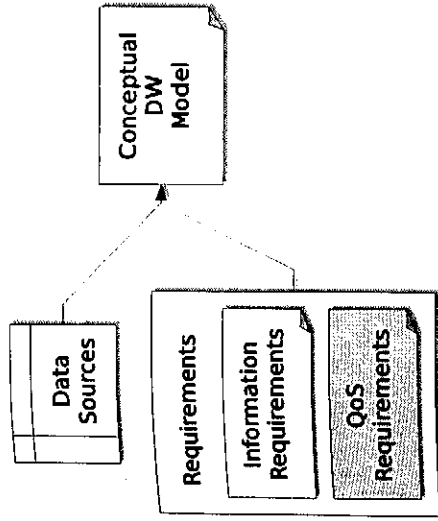 Data
Sources
Requirements
Information
Requirements
QoS
Requirements
Conceptual
DW
Model